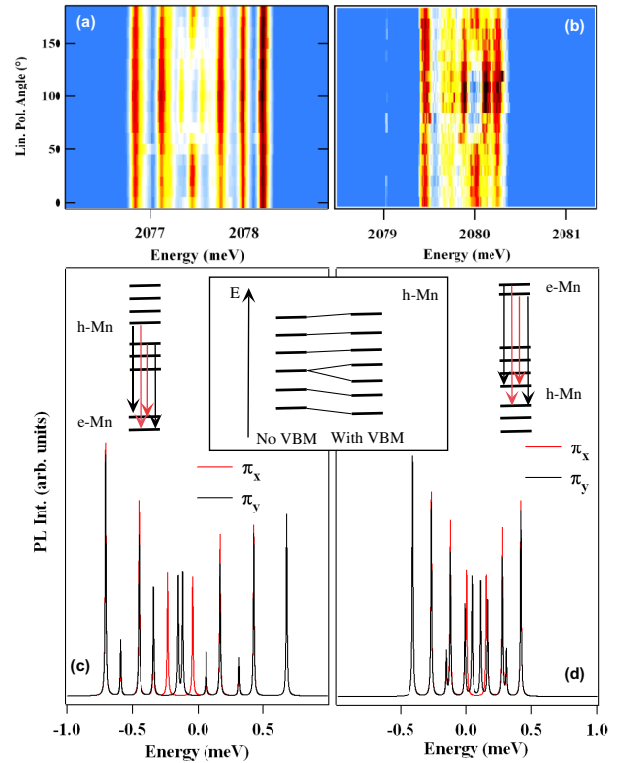 (a)
(b)
150
100
50
0
Lin. Pol. Angle (°)
2077
2078
Energy (meV)
2079
2080
2081
Energy (meV)
h-Mn
e-Mn
E
h-Mn
No VBM
With VBM
e-Mn
h-Mn
πx
πy
πx
πy
PL Int. (arb. units)
(c)
(d)
-1.0
-0.5
0.0
0.5
Energy (meV)
-0.5
0.0
0.5
1.0
Energy (meV)